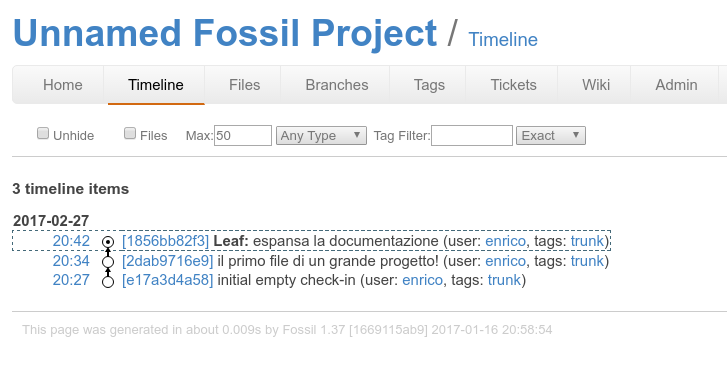 Unnamed Fossil Project / Timeline
Home Timeline Files Branches Tags Tickets Wiki Admin
Unhide Files Max: 50 Any Type Tag Filter: Exact
3 timeline items
2017-02-27
20:42 [1856bb82f3] Leaf: espansa la documentazione (user: enrico, tags: trunk)
20:34 [2dab9716e9] il primo file di un grande progetto! (user: enrico, tags: trunk)
20:27 [e17a3d4a58] initial empty check-in (user: enrico, tags: trunk)
This page was generated in about 0.009s by Fossil 1.37 [1669115ab9] 2017-01-16 20:58:54